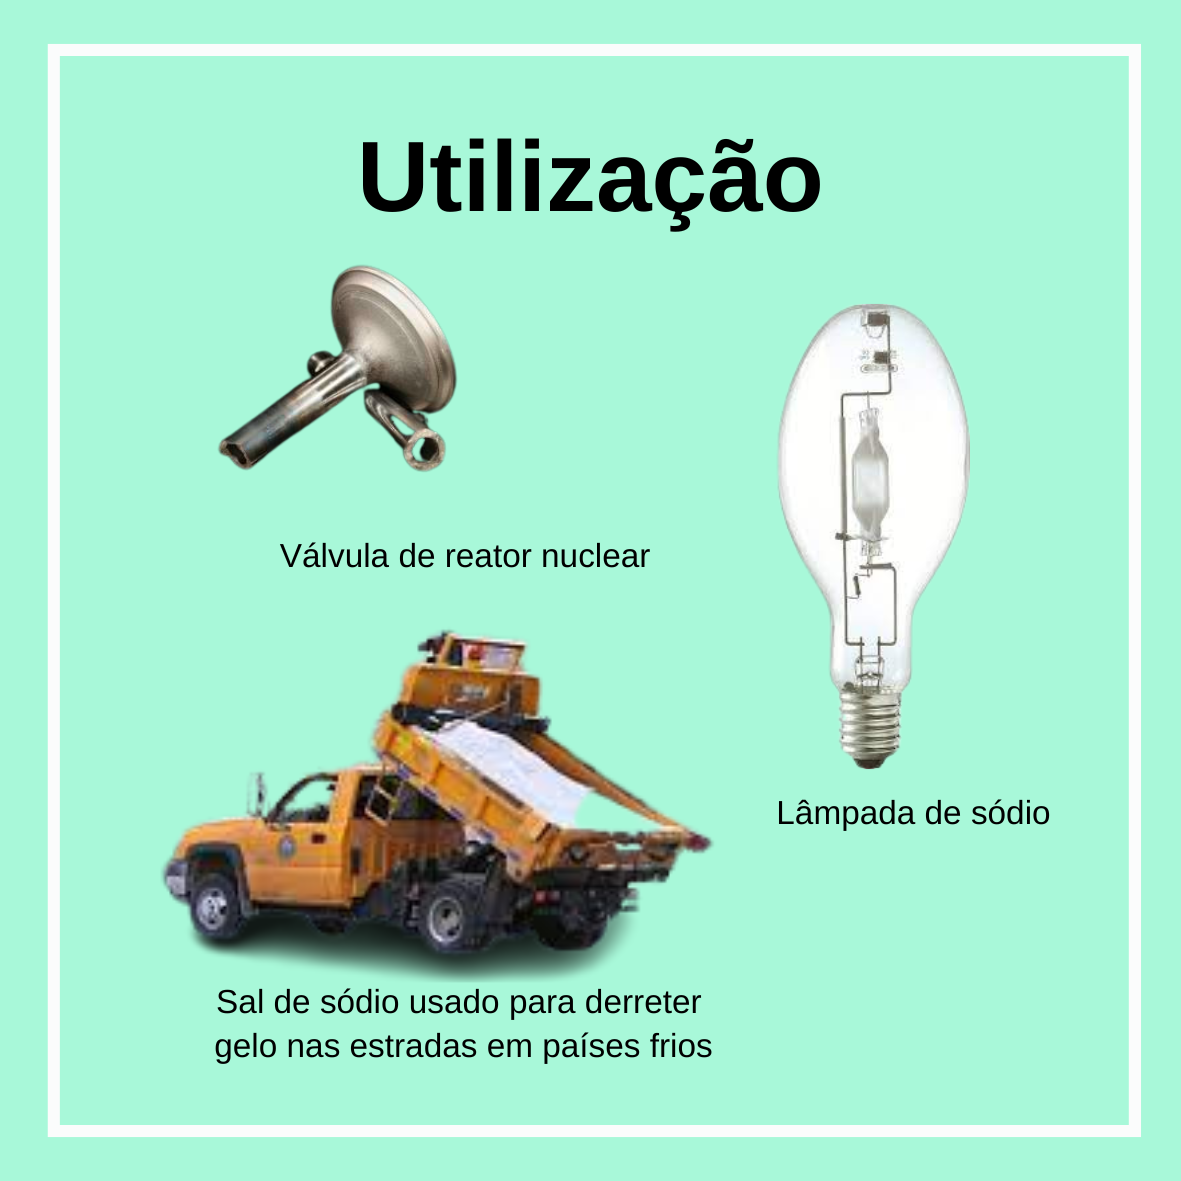 Utilização
Válvula de reator nuclear
Lâmpada de sódio
Sal de sódio usado para derreter
gelo nas estradas em países frios